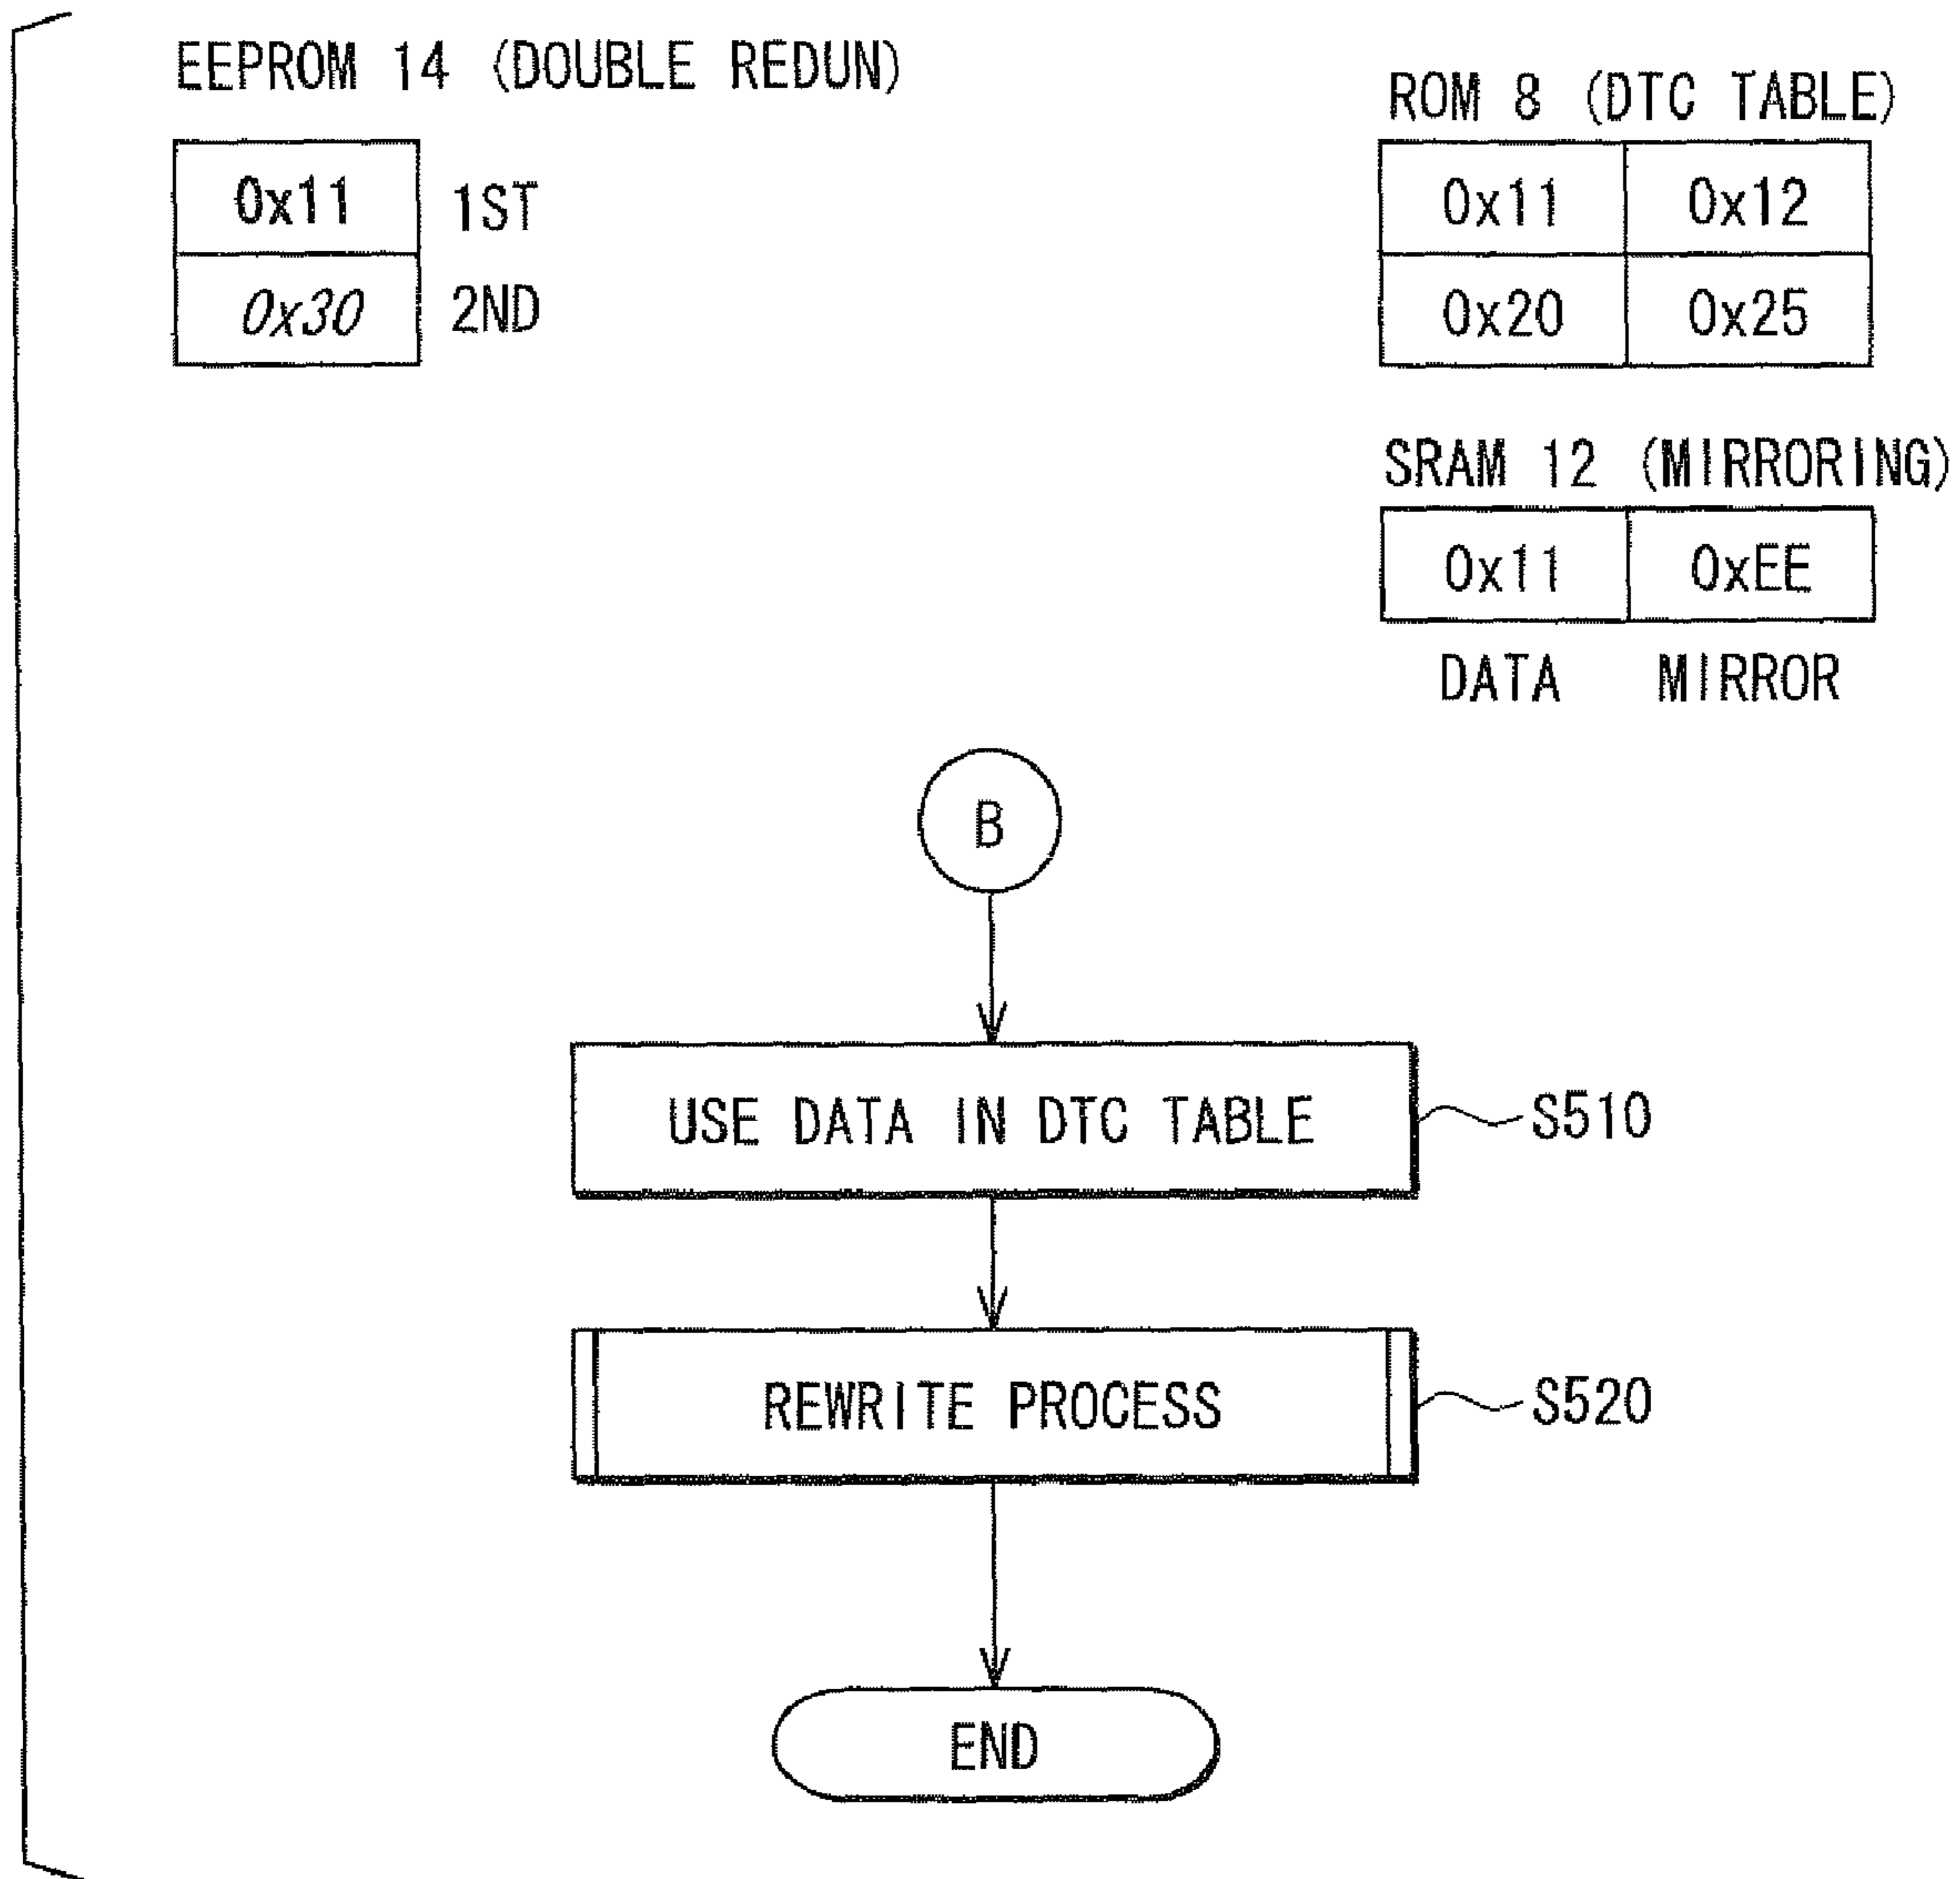 EEPROM 14 (DOUBLE REDUN)
0x11 1ST
0x30 2ND
ROM 8 (DTC TABLE)
0x11 0x12
0x20 0x25
SRAM 12 (MIRRORING)
0x11 0xEE
DATA MIRROR
B
USE DATA IN DTC TABLE S510
REWRITE PROCESS S520
END